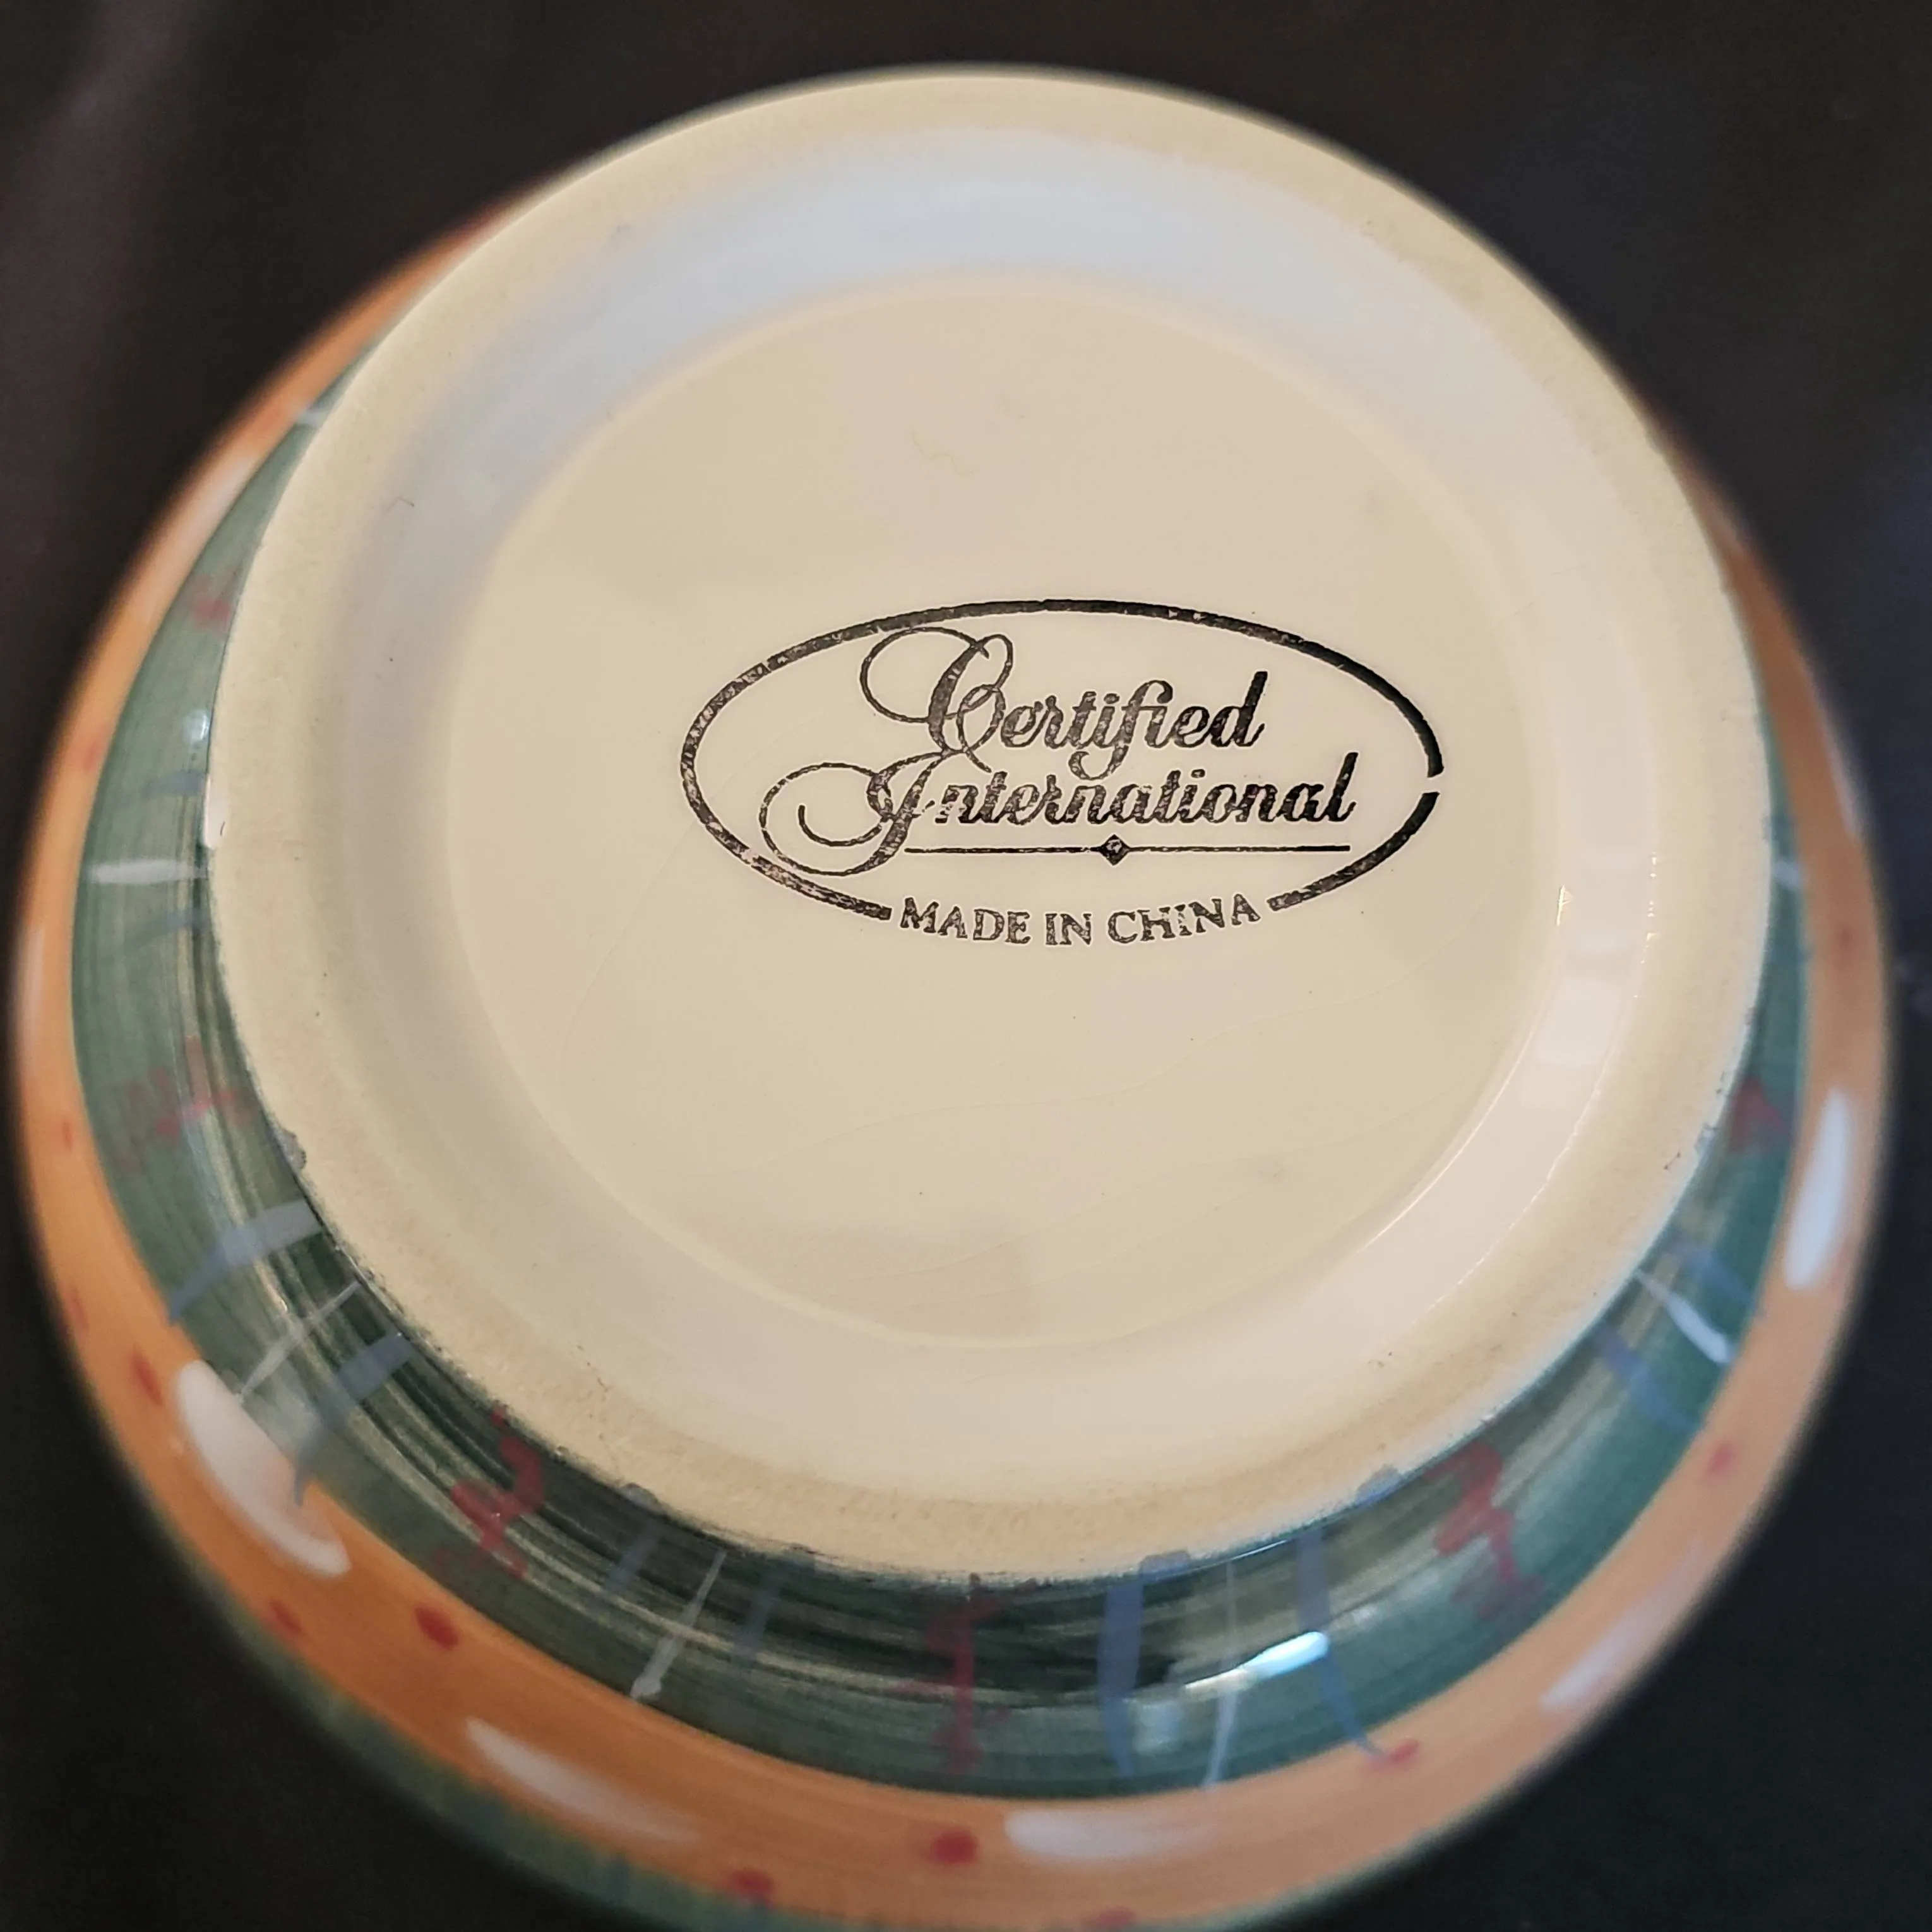 Certified
International
MADE IN CHINA